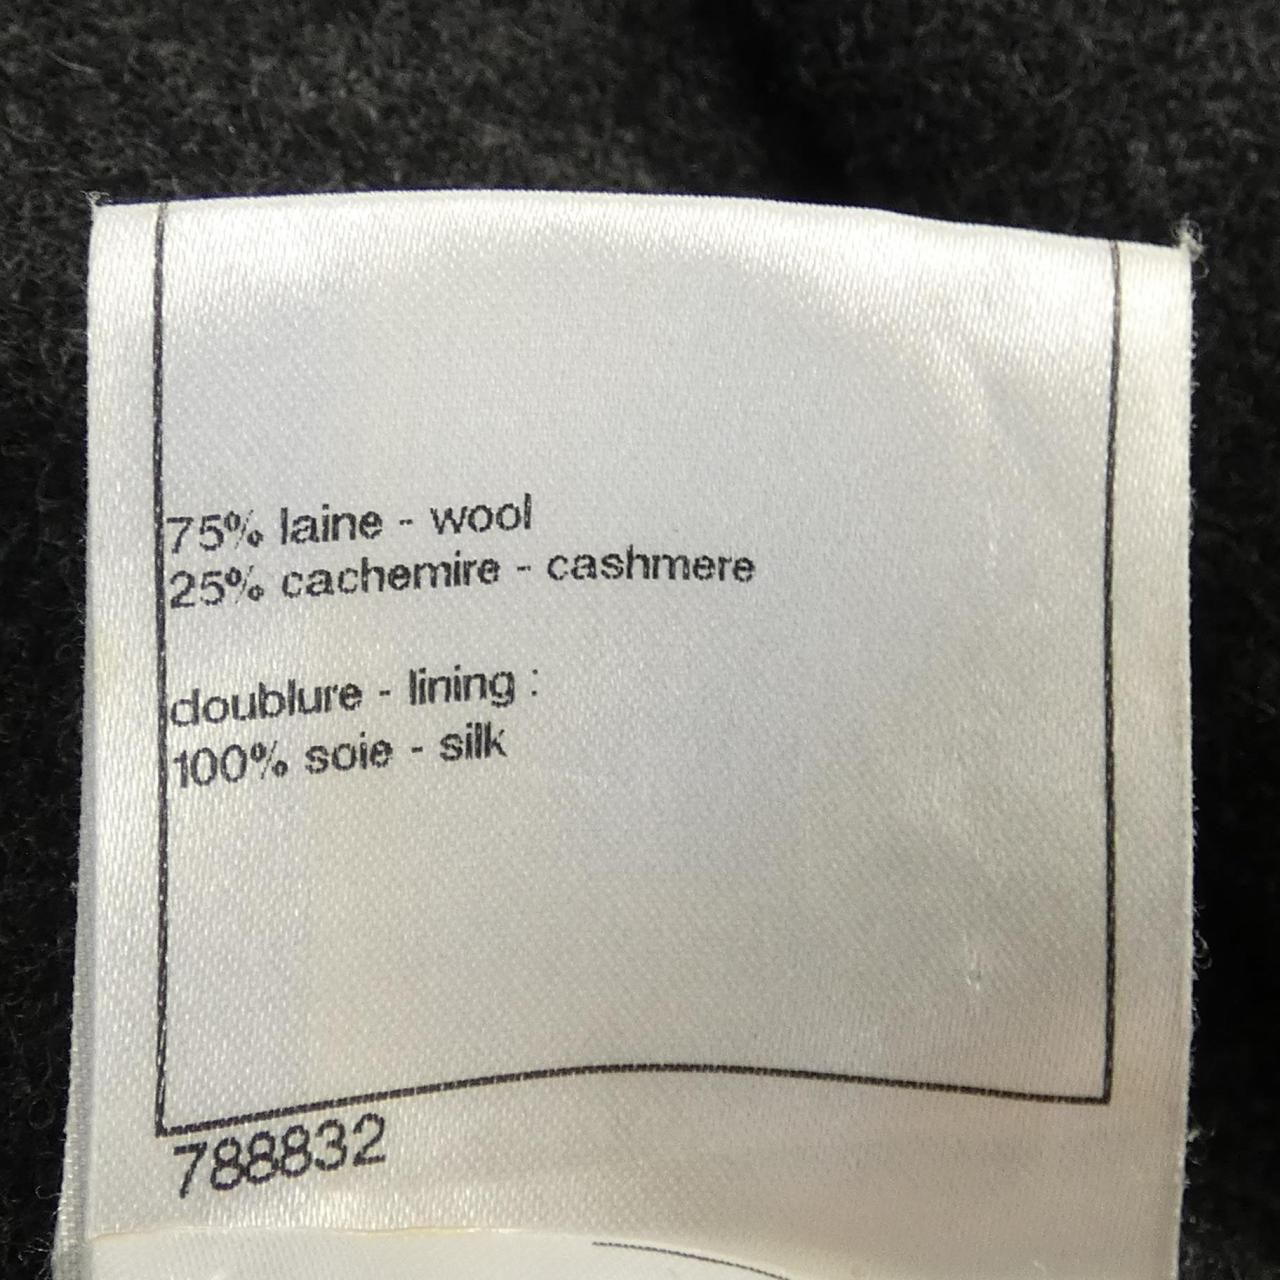 75% laine - wool
25% cachemire - cashmere
doublure - lining :
100% soie - silk
788832